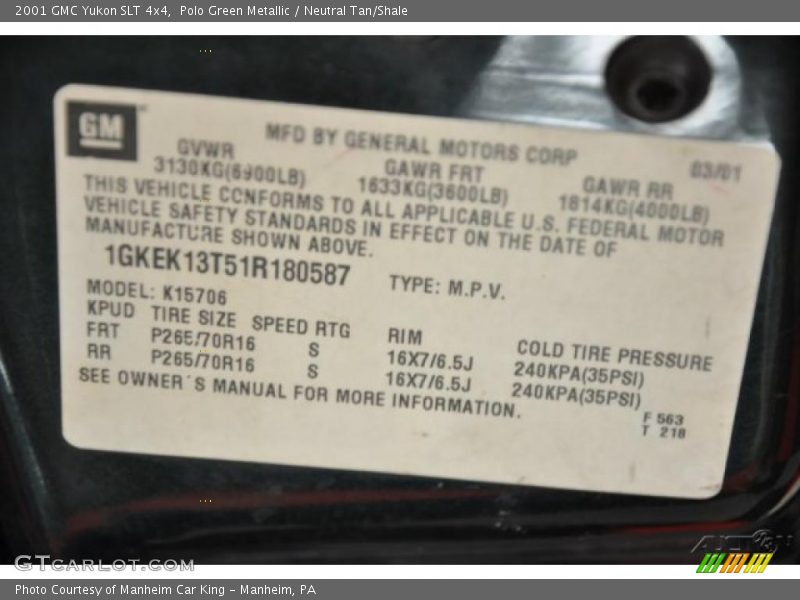 2001 GMC Yukon SLT 4x4,  Polo Green Metallic / Neutral Tan/Shale
GM
MFD BY GENERAL MOTORS CORP
03/01
GVWR
GAWR FRT
GAWR RR
3130KG(6900LB)
1633KG(3600LB)
1814KG(4000LB)
THIS VEHICLE CONFORMS TO ALL APPLICABLE U.S. FEDERAL MOTOR
VEHICLE SAFETY STANDARDS IN EFFECT ON THE DATE OF
MANUFACTURE SHOWN ABOVE.
1GKEK13T51R180587
TYPE: M.P.V.
MODEL: K15706
KPUD TIRE SIZE SPEED RTG RIM COLD TIRE PRESSURE
FRT P265/70R16 S 16X7/6.5J 240KPA(35PSI)
RR P265/70R16 S 16X7/6.5J 240KPA(35PSI)
SEE OWNER'S MANUAL FOR MORE INFORMATION.
F 563
T 218
GTCarLot.com
Photo Courtesy of Manheim Car King - Manheim, PA